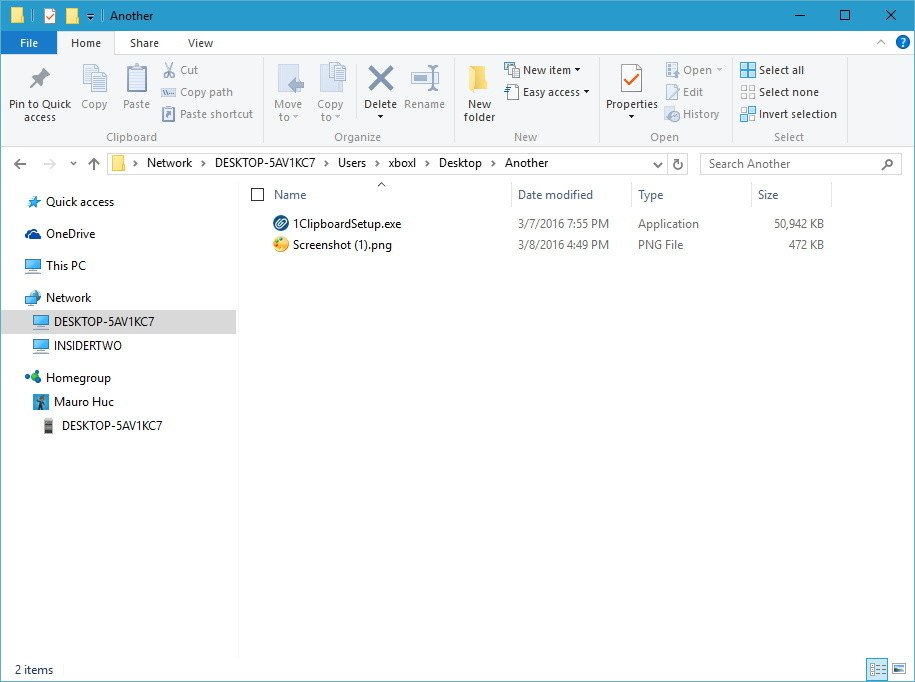 Another
File Home Share View
Pin to Quick access
Copy
Paste
Cut
Copy path
Paste shortcut
Clipboard
Move to
Copy to
Delete
Rename
Organize
New folder
New item
Easy access
New
Properties
Open
Edit
History
Open
Select all
Select none
Invert selection
Select
Network > DESKTOP-5AV1KC7 > Users > xboxl > Desktop > Another
Search Another
Quick access
OneDrive
This PC
Network
DESKTOP-5AV1KC7
INSIDERTWO
Homegroup
Mauro Huc
DESKTOP-5AV1KC7
Name Date modified Type Size
1ClipboardSetup.exe 3/7/2016 7:55 PM Application 50,942 KB
Screenshot (1).png 3/8/2016 4:49 PM PNG File 472 KB
2 items